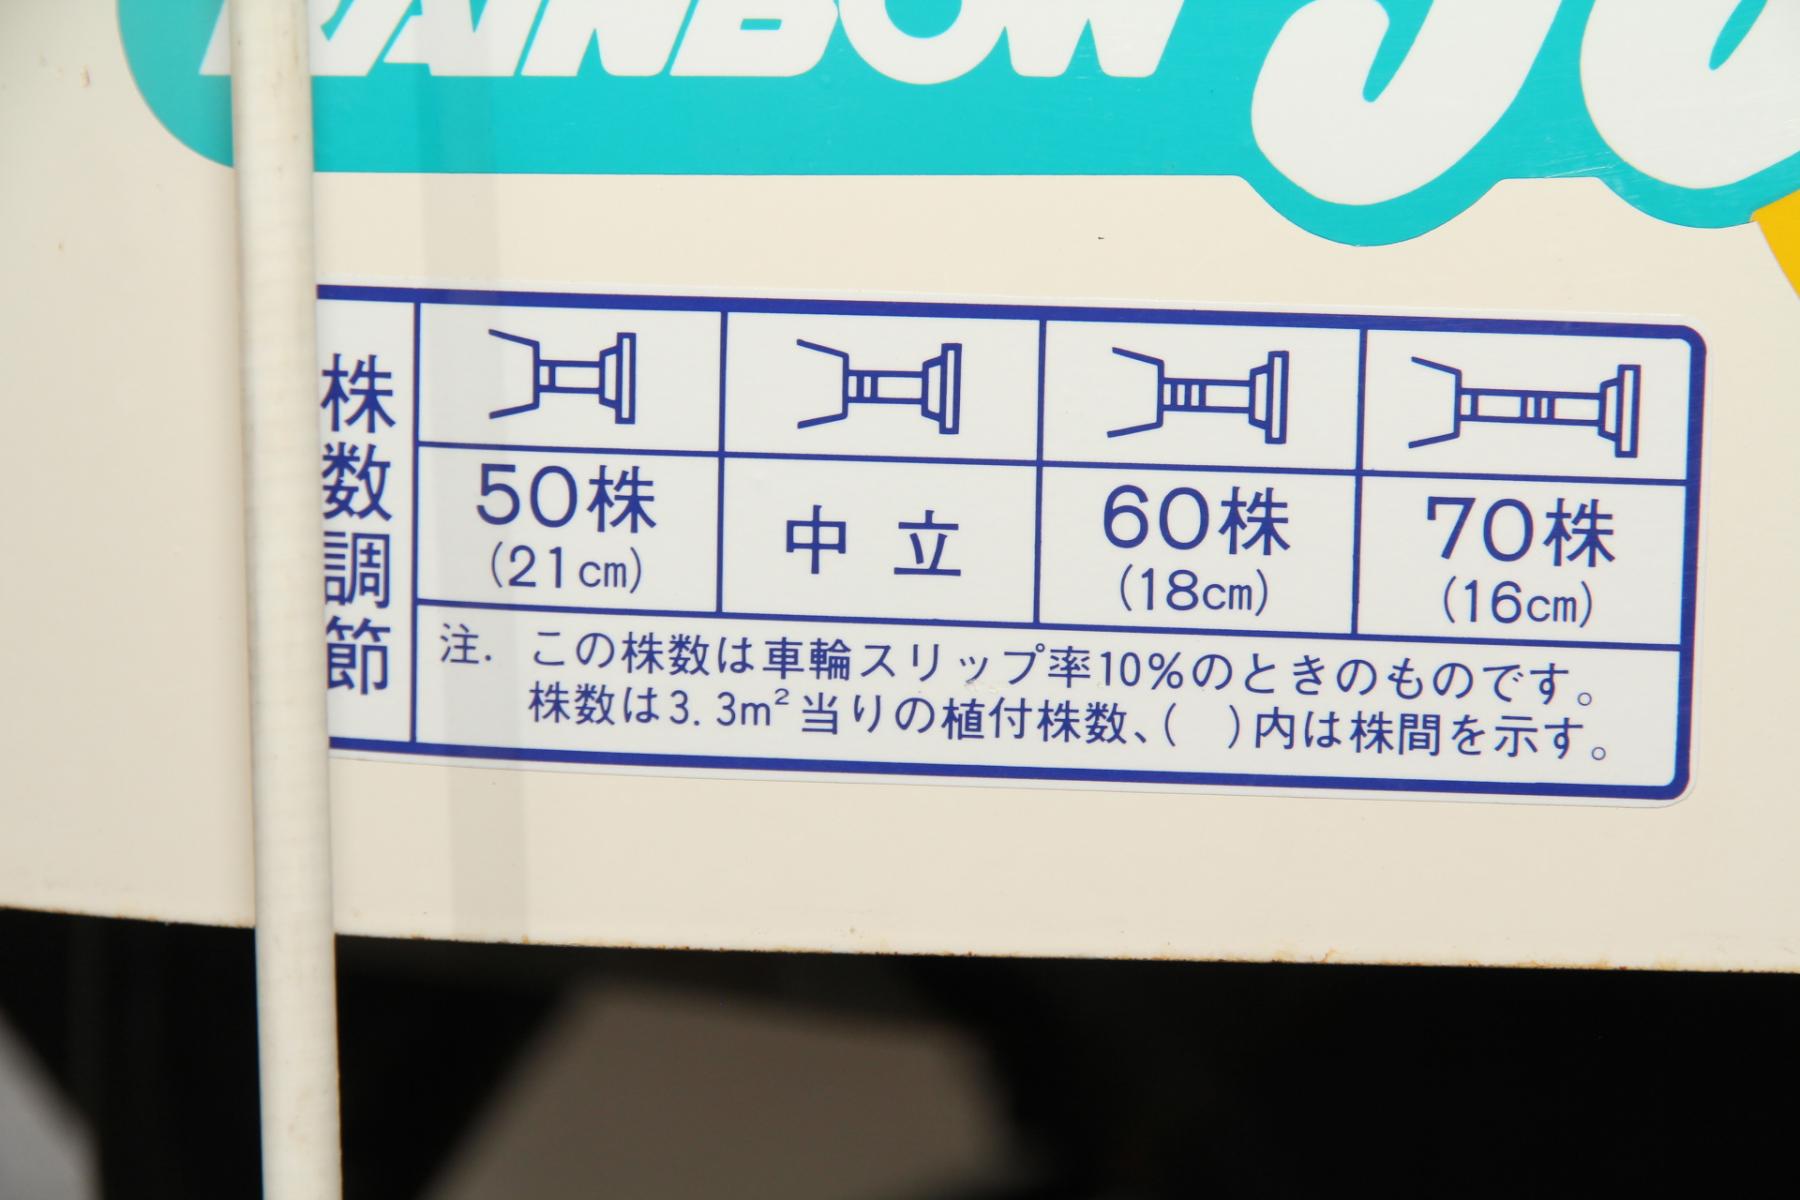 RAINBOW
株数調節
50株
(21cm)
中立
60株
(18cm)
70株
(16cm)
注. この株数は車輪スリップ率10%のときのものです。
株数は3.3m²当りの植付株数、( )内は株間を示す。